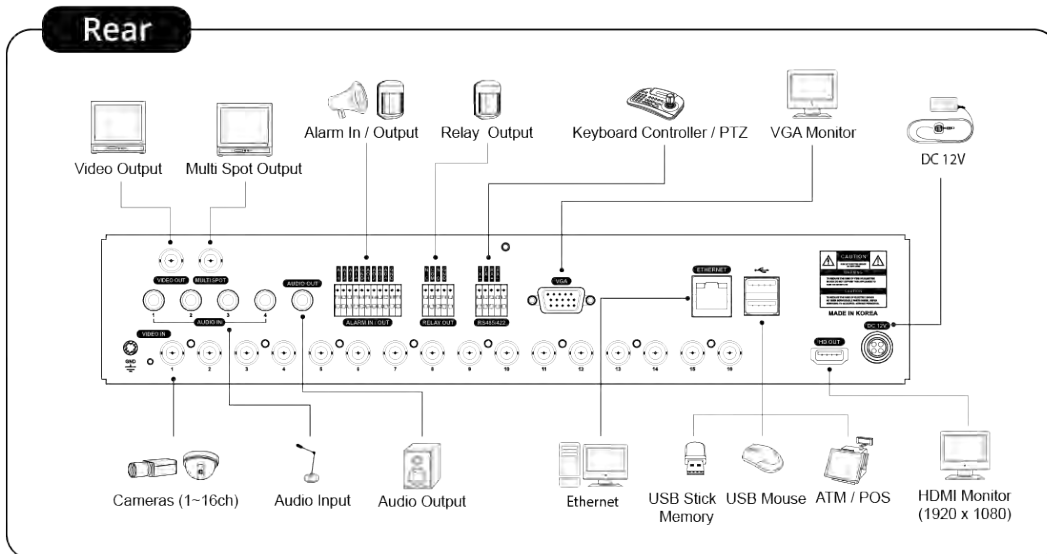 Rear
Alarm In / Output
Relay Output
Keyboard Controller / PTZ
VGA Monitor
Video Output
Multi Spot Output
DC 12V
VIDEO OUT
MULTI SPOT
AUDIO OUT
ETHERNET
VGA
CAUTION
1 2 3 4
AUDIO IN
ALARM IN / OUT
RELAY OUT
RS485/422
MADE IN KOREA
DC 12V
VIDEO IN
HD OUT
GND
1 2 3 4 5 6 7 8 9 10 11 12 13 14 15 16
Cameras (1~16ch)
Audio Input
Audio Output
Ethernet
USB Stick
Memory
USB Mouse
ATM / POS
HDMI Monitor
(1920 x 1080)